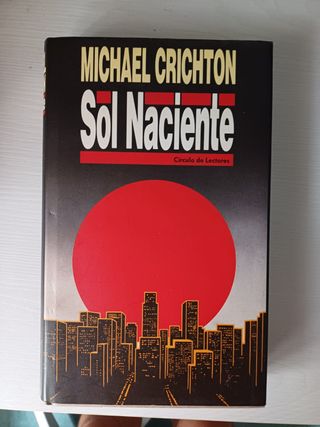 MICHAEL CRICHTON
Sol Naciente
Círculo de Lectores